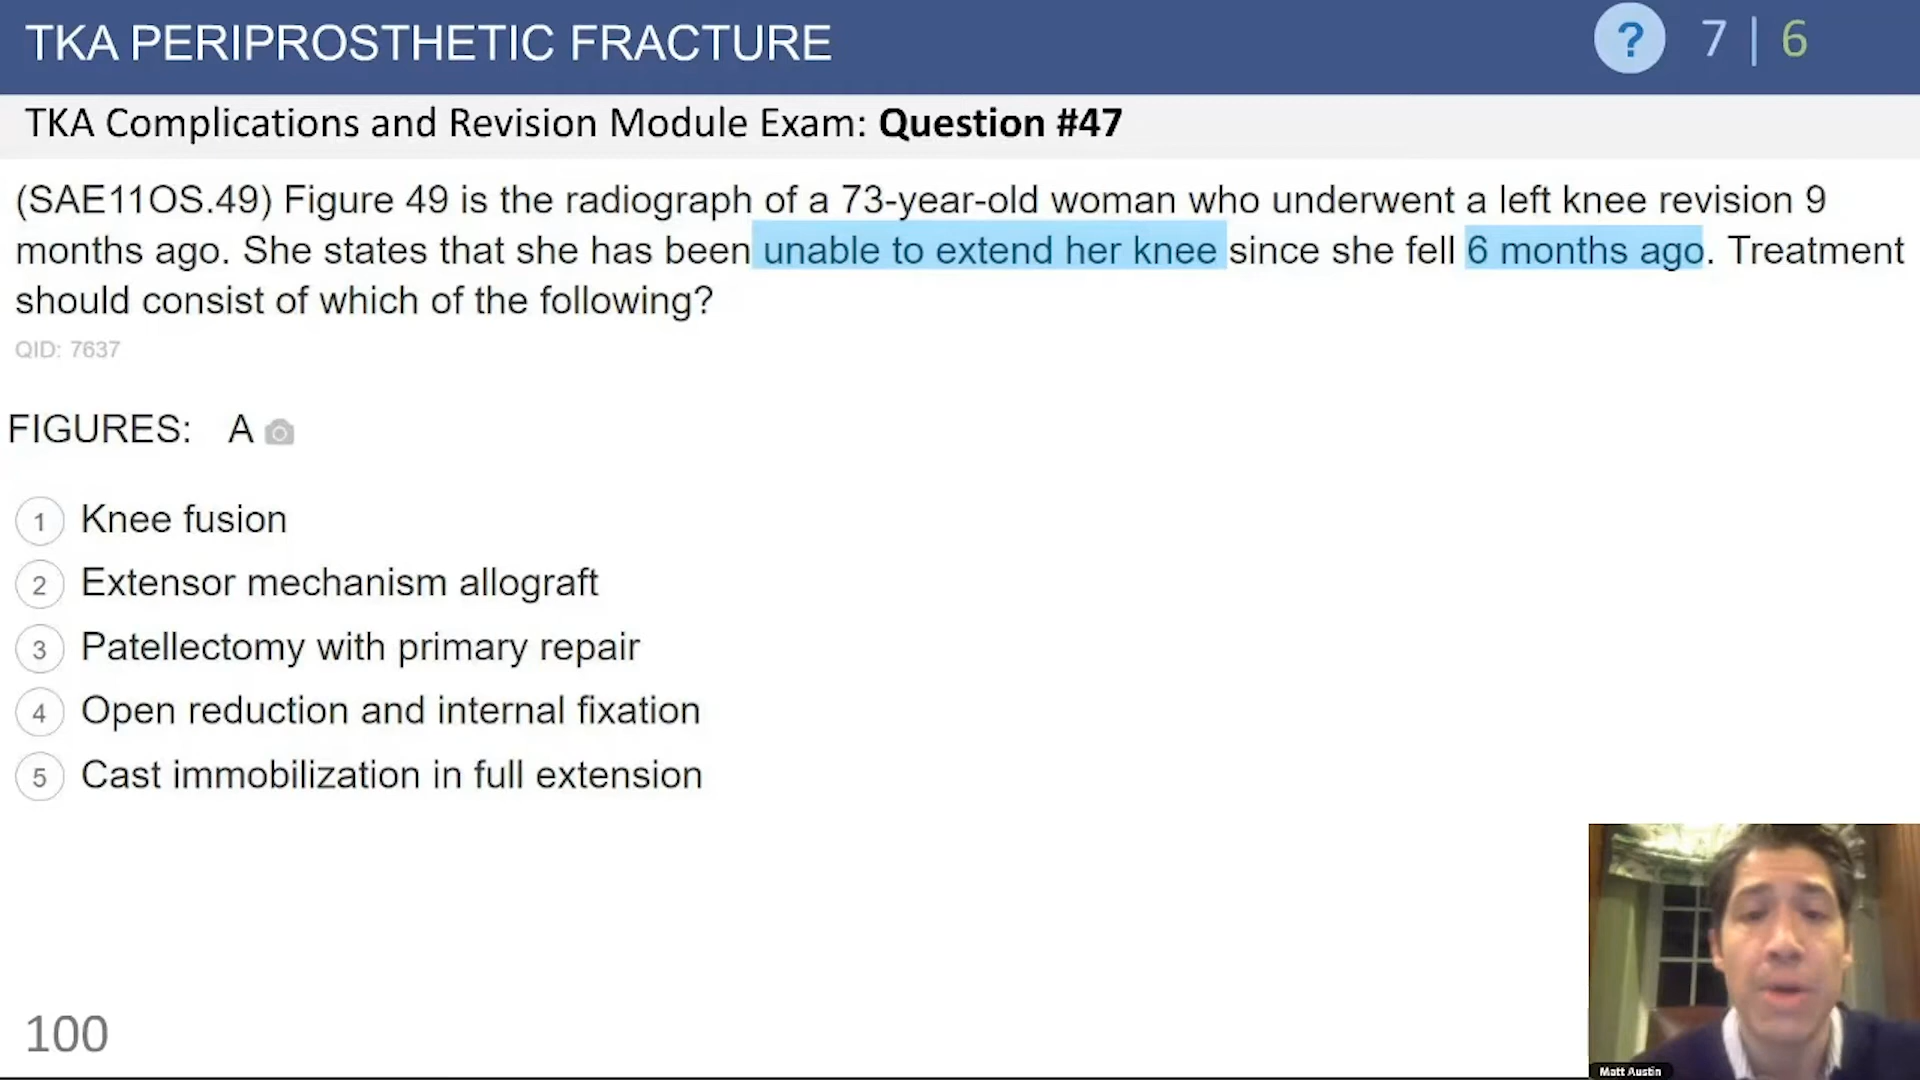 TKA PERIPROSTHETIC FRACTURE
? 7 | 6
TKA Complications and Revision Module Exam: Question #47
(SAE11OS.49) Figure 49 is the radiograph of a 73-year-old woman who underwent a left knee revision 9
months ago. She states that she has been unable to extend her knee since she fell 6 months ago. Treatment
should consist of which of the following?
QID: 7637
FIGURES: A
1 Knee fusion
2 Extensor mechanism allograft
3 Patellectomy with primary repair
4 Open reduction and internal fixation
5 Cast immobilization in full extension
100
Matt Austin